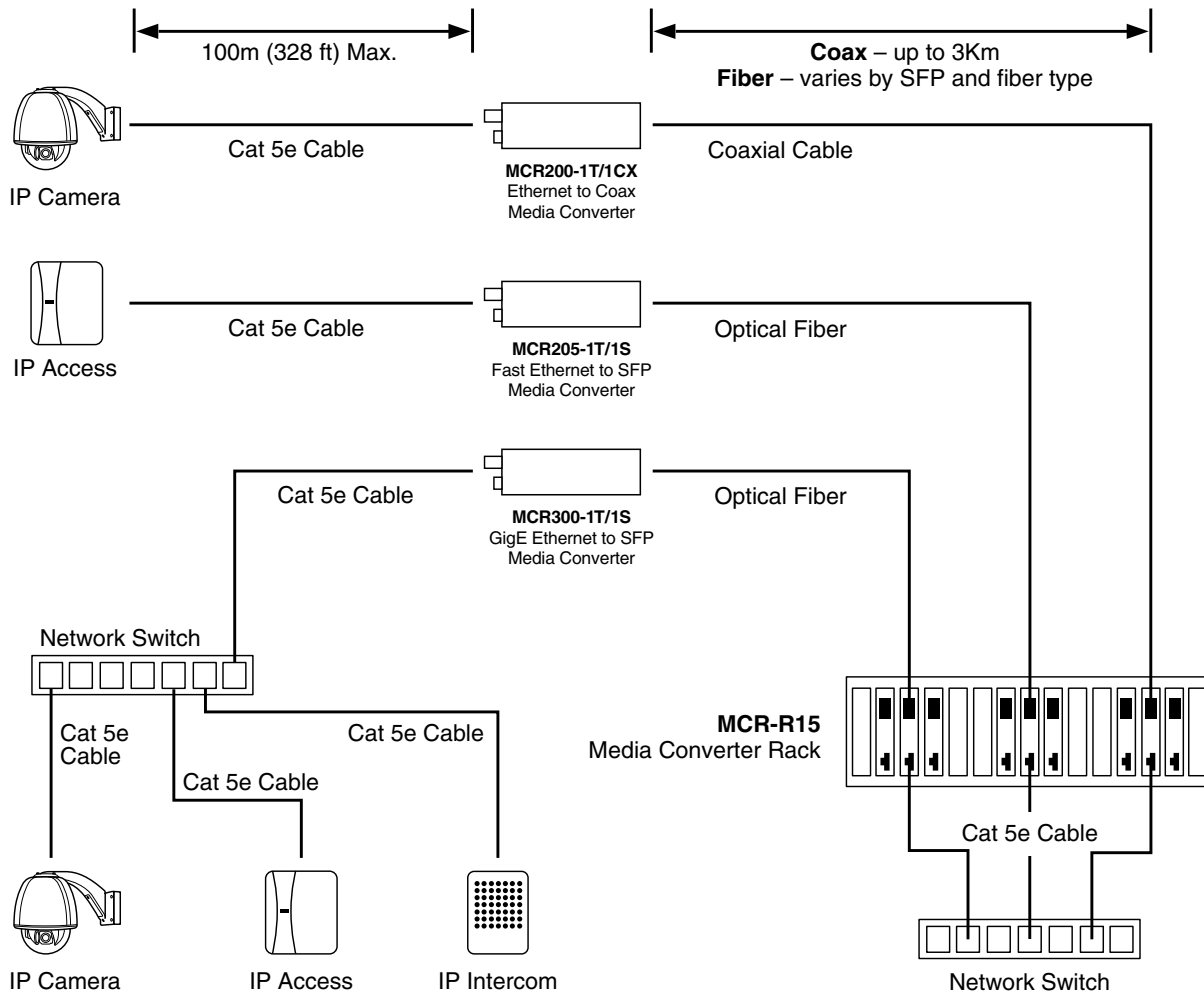 100m (328 ft) Max.
Coax – up to 3Km
Fiber – varies by SFP and fiber type
IP Camera
Cat 5e Cable
MCR200-1T/1CX
Ethernet to Coax
Media Converter
Coaxial Cable
IP Access
Cat 5e Cable
MCR205-1T/1S
Fast Ethernet to SFP
Media Converter
Optical Fiber
Cat 5e Cable
MCR300-1T/1S
GigE Ethernet to SFP
Media Converter
Optical Fiber
Network Switch
Cat 5e
Cable
Cat 5e Cable
Cat 5e Cable
MCR-R15
Media Converter Rack
Cat 5e Cable
IP Camera
IP Access
IP Intercom
Network Switch